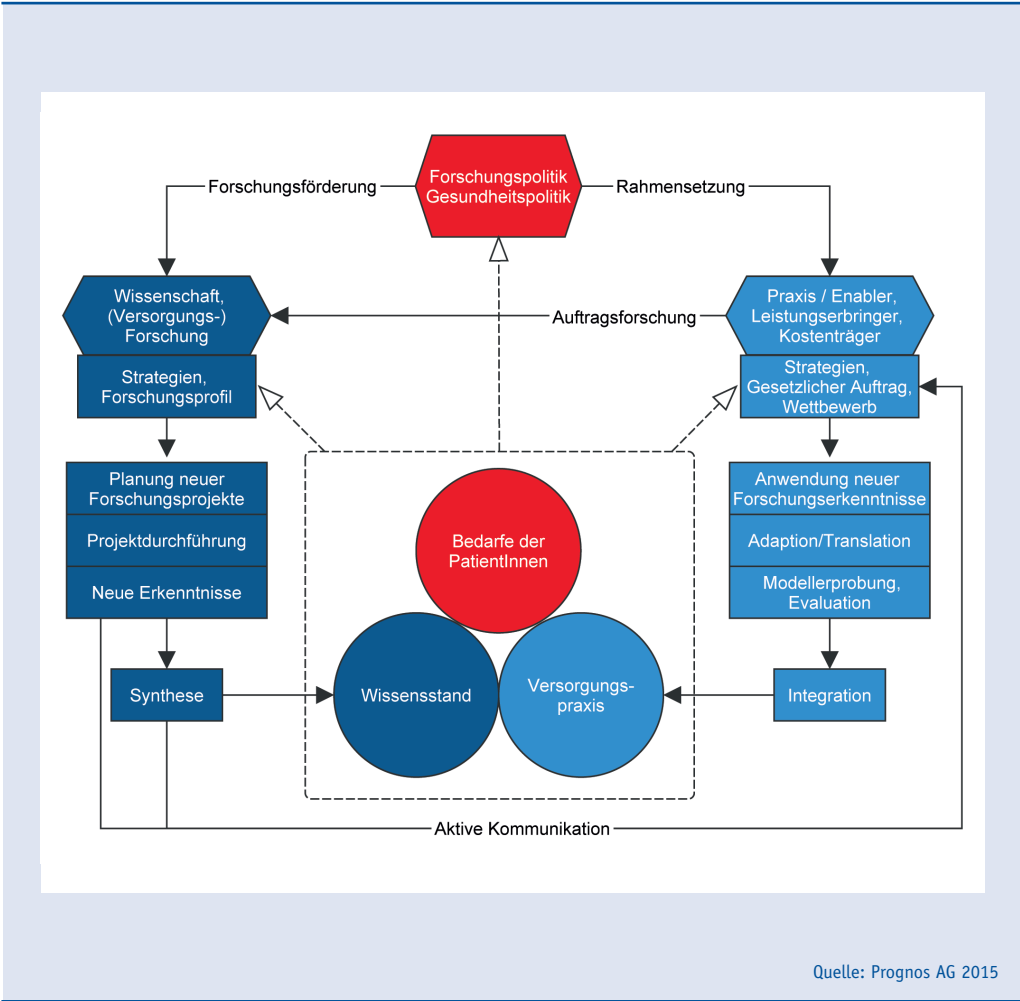 Forschungspolitik
Gesundheitspolitik
Forschungsförderung
Rahmensetzung
Wissenschaft,
(Versorgungs-)
Forschung
Auftragsforschung
Praxis / Enabler,
Leistungserbringer,
Kostenträger
Strategien,
Forschungsprofil
Strategien,
Gesetzlicher Auftrag,
Wettbewerb
Planung neuer
Forschungsprojekte
Projektdurchführung
Neue Erkenntnisse
Anwendung neuer
Forschungserkenntnisse
Adaption/Translation
Modellerprobung,
Evaluation
Bedarfe der
PatientInnen
Synthese
Wissensstand
Versorgungs-
praxis
Integration
Aktive Kommunikation
Quelle: Prognos AG 2015